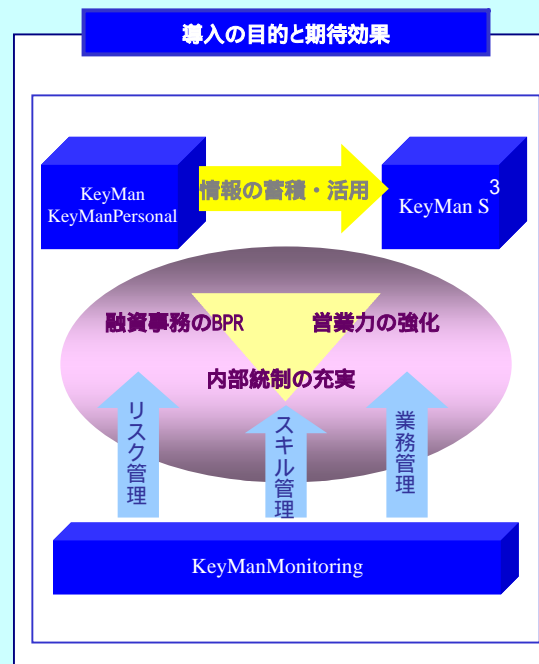 導入の目的と期待効果
KeyMan
KeyManPersonal
情報の蓄積・活用
KeyMan S³
融資事務のBPR
営業力の強化
内部統制の充実
リスク管理
スキル管理
業務管理
KeyManMonitoring